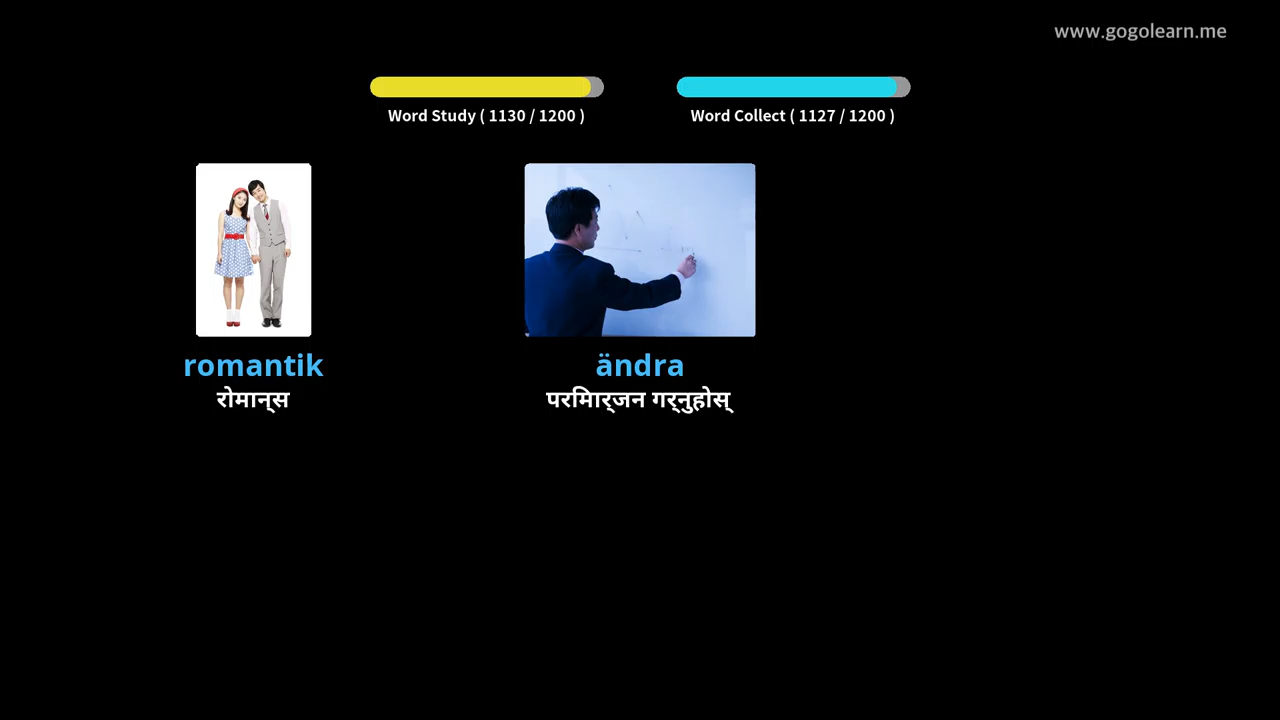 www.gogolearn.me
Word Study ( 1130 / 1200 )
Word Collect ( 1127 / 1200 )
romantik
रोमान्स
ändra
परिमार्जन गर्नुहोस्